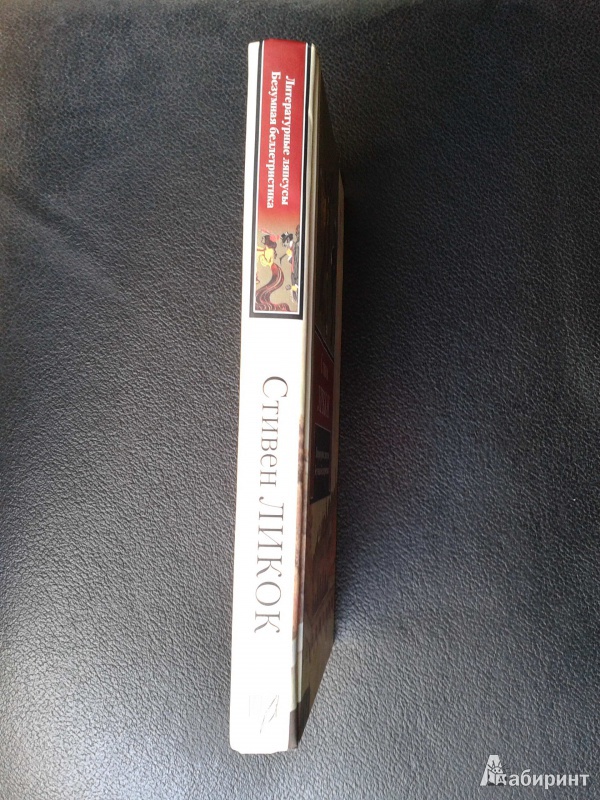 Литературные ляпсусы
Безумная беллетристика
Стивен ЛИКОК
Лабиринт